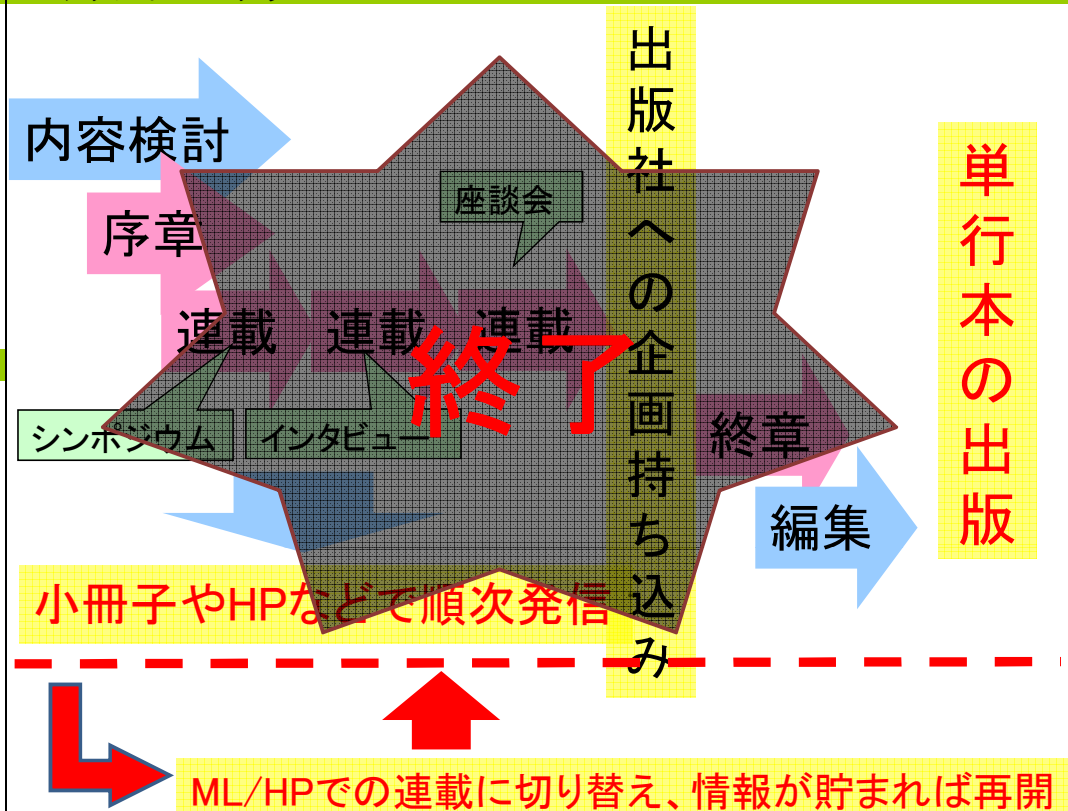 内容検討
序章
座談会
連載
連載
連載
終了
シンポジウム
インタビュー
出版社への企画持ち込み
終章
編集
単行本の出版
小冊子やHPなどで順次発信
ML/HPでの連載に切り替え、情報が貯まれば再開